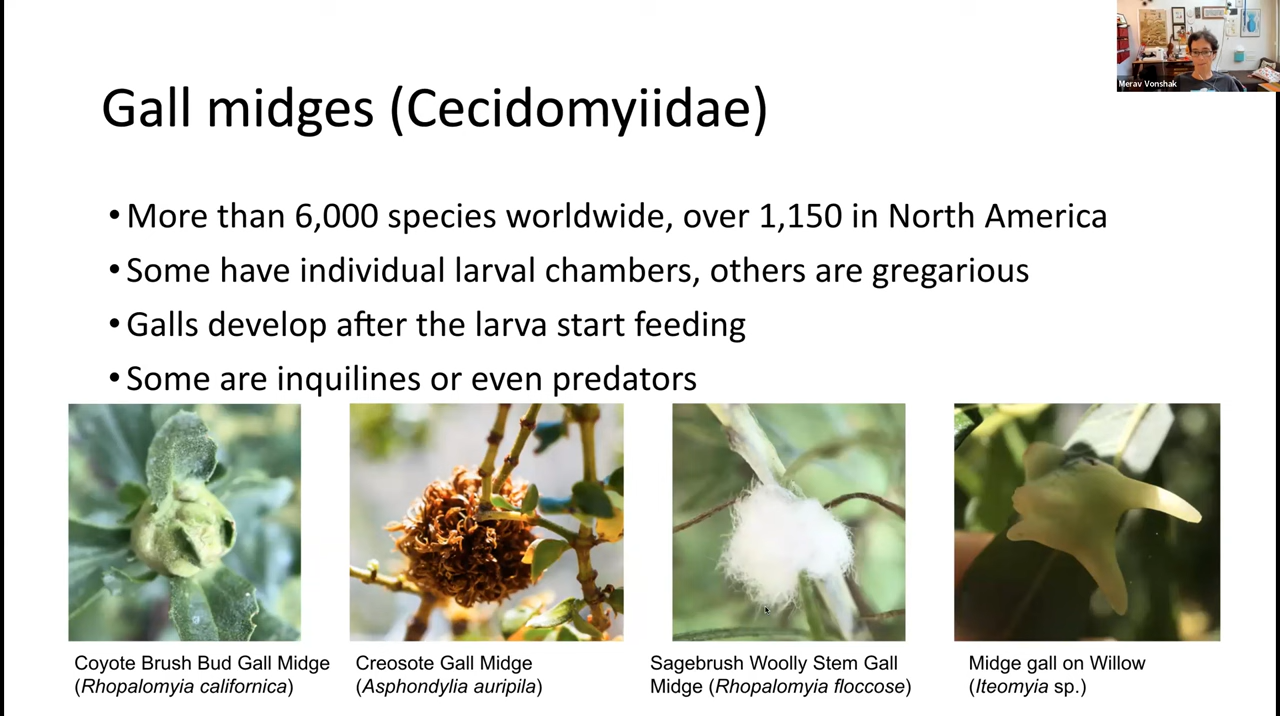 Merav Vonshak
Gall midges (Cecidomyiidae)
• More than 6,000 species worldwide, over 1,150 in North America
• Some have individual larval chambers, others are gregarious
• Galls develop after the larva start feeding
• Some are inquilines or even predators
Coyote Brush Bud Gall Midge
(Rhopalomyia californica)
Creosote Gall Midge
(Asphondylia auripila)
Sagebrush Woolly Stem Gall
Midge (Rhopalomyia floccose)
Midge gall on Willow
(Iteomyia sp.)